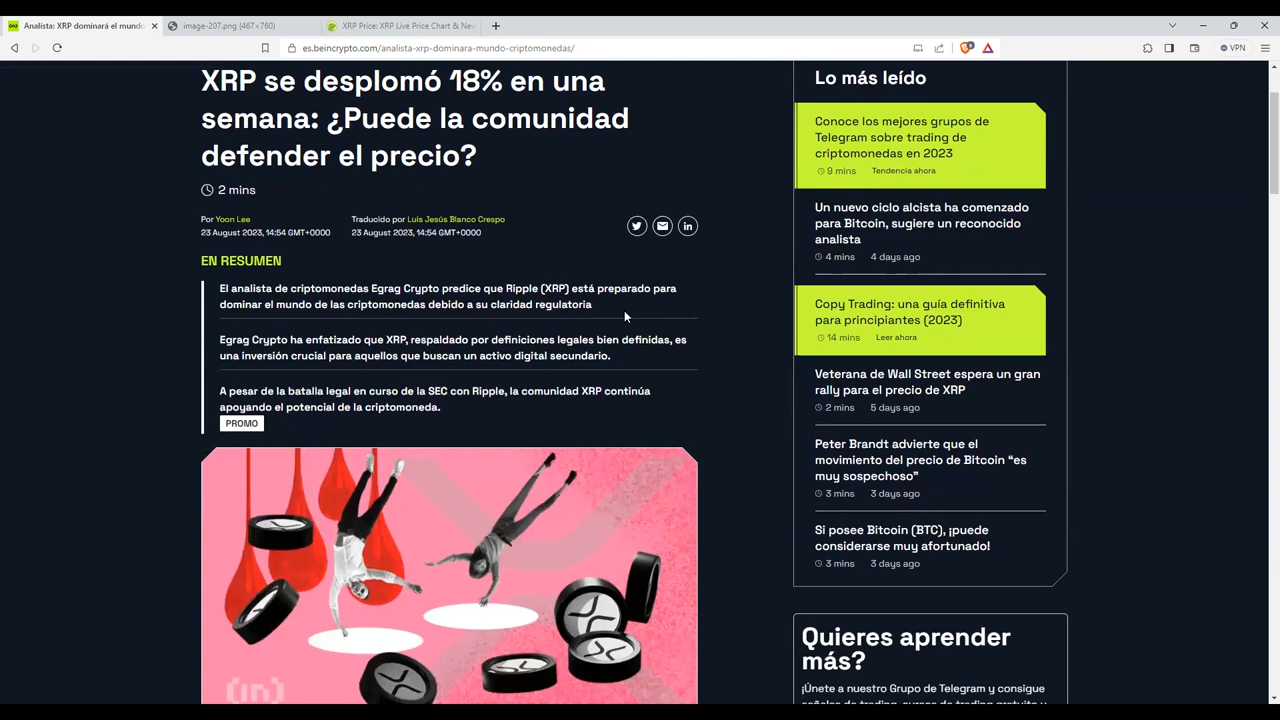 Analista: XRP dominará el mundo
image-207.png (467×760)
XRP Price: XRP Live Price Chart & New
es.beincrypto.com/analista-xrp-dominara-mundo-criptomonedas/
VPN
XRP se desplomó 18% en una
semana: ¿Puede la comunidad
defender el precio?
2 mins
Por Yoon Lee
23 August 2023, 14:54 GMT+0000
Traducido por Luis Jesús Blanco Crespo
23 August 2023, 14:54 GMT+0000
EN RESUMEN
El analista de criptomonedas Egrag Crypto predice que Ripple (XRP) está preparado para
dominar el mundo de las criptomonedas debido a su claridad regulatoria
Egrag Crypto ha enfatizado que XRP, respaldado por definiciones legales bien definidas, es
una inversión crucial para aquellos que buscan un activo digital secundario.
A pesar de la batalla legal en curso de la SEC con Ripple, la comunidad XRP continúa
apoyando el potencial de la criptomoneda.
PROMO
Lo más leído
Conoce los mejores grupos de
Telegram sobre trading de
criptomonedas en 2023
9 mins Tendencia ahora
Un nuevo ciclo alcista ha comenzado
para Bitcoin, sugiere un reconocido
analista
4 mins 4 days ago
Copy Trading: una guía definitiva
para principiantes (2023)
14 mins Leer ahora
Veterana de Wall Street espera un gran
rally para el precio de XRP
2 mins 5 days ago
Peter Brandt advierte que el
movimiento del precio de Bitcoin “es
muy sospechoso”
3 mins 3 days ago
Si posee Bitcoin (BTC), ¡puede
considerarse muy afortunado!
3 mins 3 days ago
Quieres aprender
más?
¡Únete a nuestro Grupo de Telegram y consigue